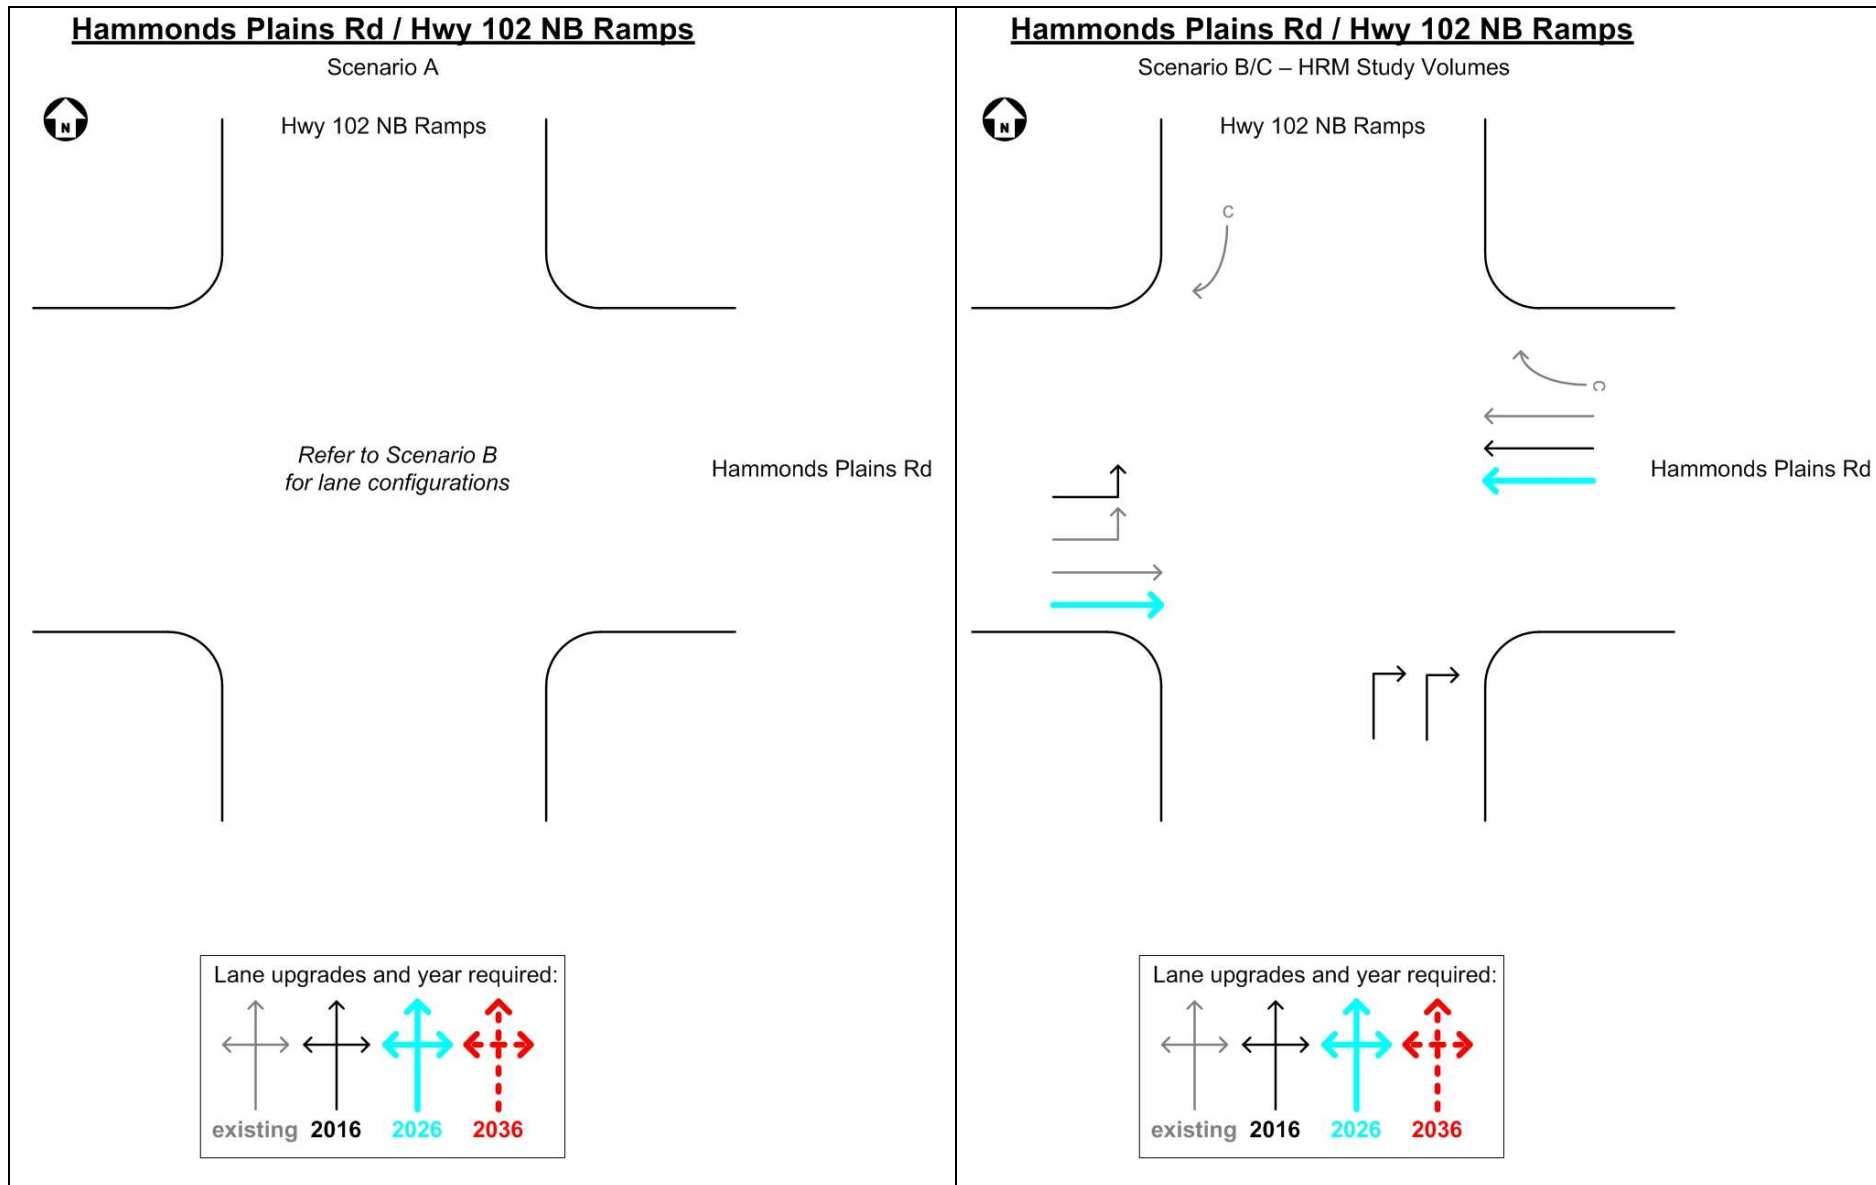 Hammonds Plains Rd / Hwy 102 NB Ramps
Scenario A
N
Hwy 102 NB Ramps
Refer to Scenario B
for lane configurations
Hammonds Plains Rd
Lane upgrades and year required:
existing 2016 2026 2036
Hammonds Plains Rd / Hwy 102 NB Ramps
Scenario B/C – HRM Study Volumes
N
Hwy 102 NB Ramps
C
C
Hammonds Plains Rd
Lane upgrades and year required:
existing 2016 2026 2036